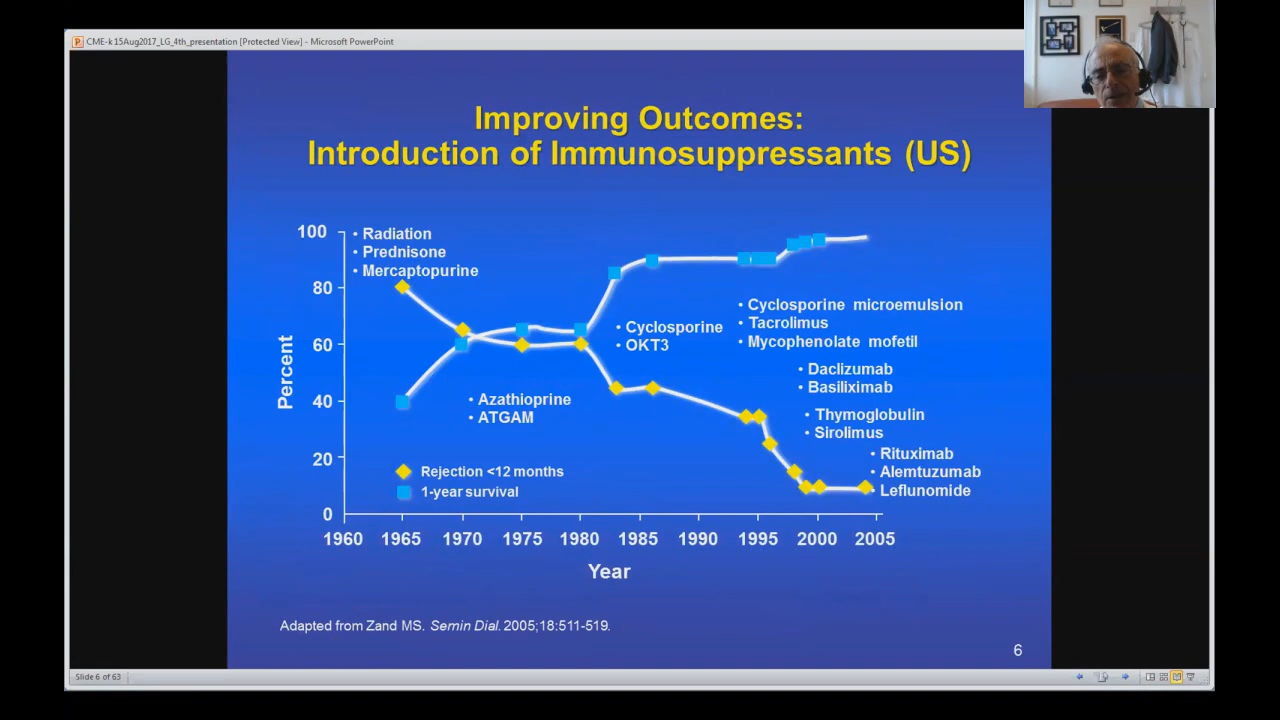 CME-k 15Aug2017_LG_4th_presentation [Protected View] - Microsoft PowerPoint
Improving Outcomes:
Introduction of Immunosuppressants (US)
100
80
60
40
20
0
Percent
• Radiation
• Prednisone
• Mercaptopurine
• Azathioprine
• ATGAM
• Cyclosporine
• OKT3
• Cyclosporine microemulsion
• Tacrolimus
• Mycophenolate mofetil
• Daclizumab
• Basiliximab
• Thymoglobulin
• Sirolimus
• Rituximab
• Alemtuzumab
• Leflunomide
Rejection <12 months
1-year survival
1960 1965 1970 1975 1980 1985 1990 1995 2000 2005
Year
Adapted from Zand MS. Semin Dial. 2005;18:511-519.
6
Slide 6 of 63